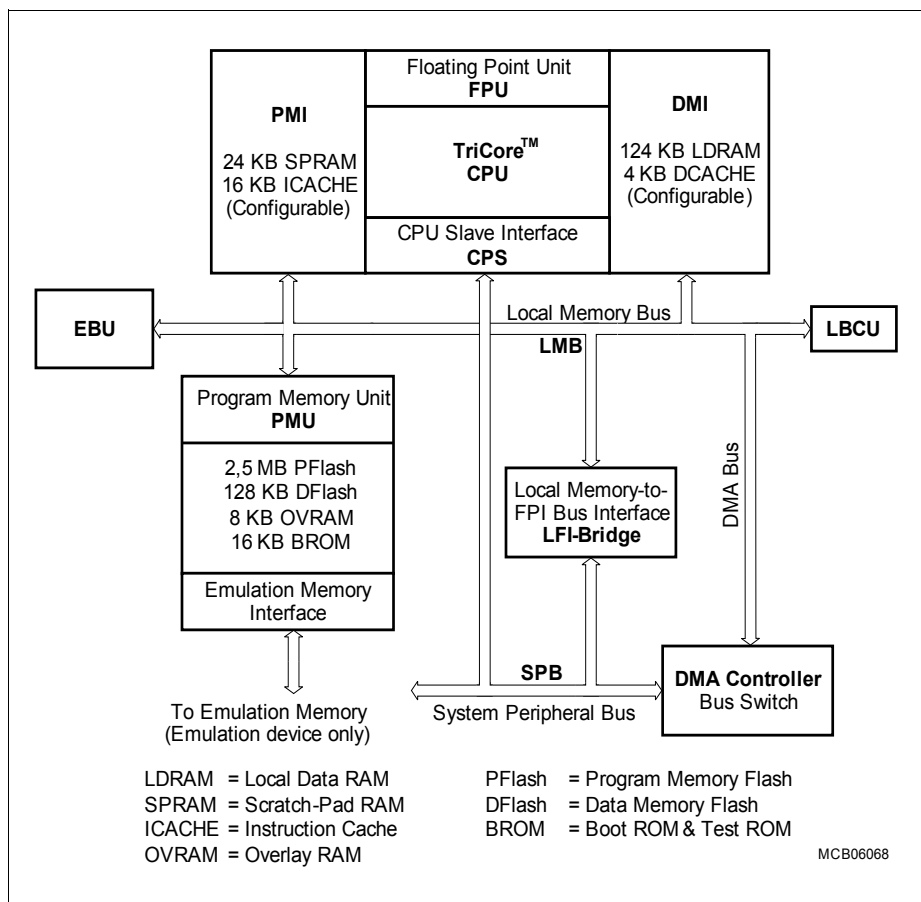 Floating Point Unit
FPU
PMI
24 KB SPRAM
16 KB ICACHE
(Configurable)
TriCore™
CPU
CPU Slave Interface
CPS
DMI
124 KB LDRAM
4 KB DCACHE
(Configurable)
EBU
Local Memory Bus
LMB
LBCU
Program Memory Unit
PMU
2,5 MB PFlash
128 KB DFlash
8 KB OVRAM
16 KB BROM
Emulation Memory
Interface
Local Memory-to-
FPI Bus Interface
LFI-Bridge
DMA Bus
To Emulation Memory
(Emulation device only)
SPB
System Peripheral Bus
DMA Controller
Bus Switch
LDRAM = Local Data RAM
SPRAM = Scratch-Pad RAM
ICACHE = Instruction Cache
OVRAM = Overlay RAM
PFlash = Program Memory Flash
DFlash = Data Memory Flash
BROM = Boot ROM & Test ROM
MCB06068